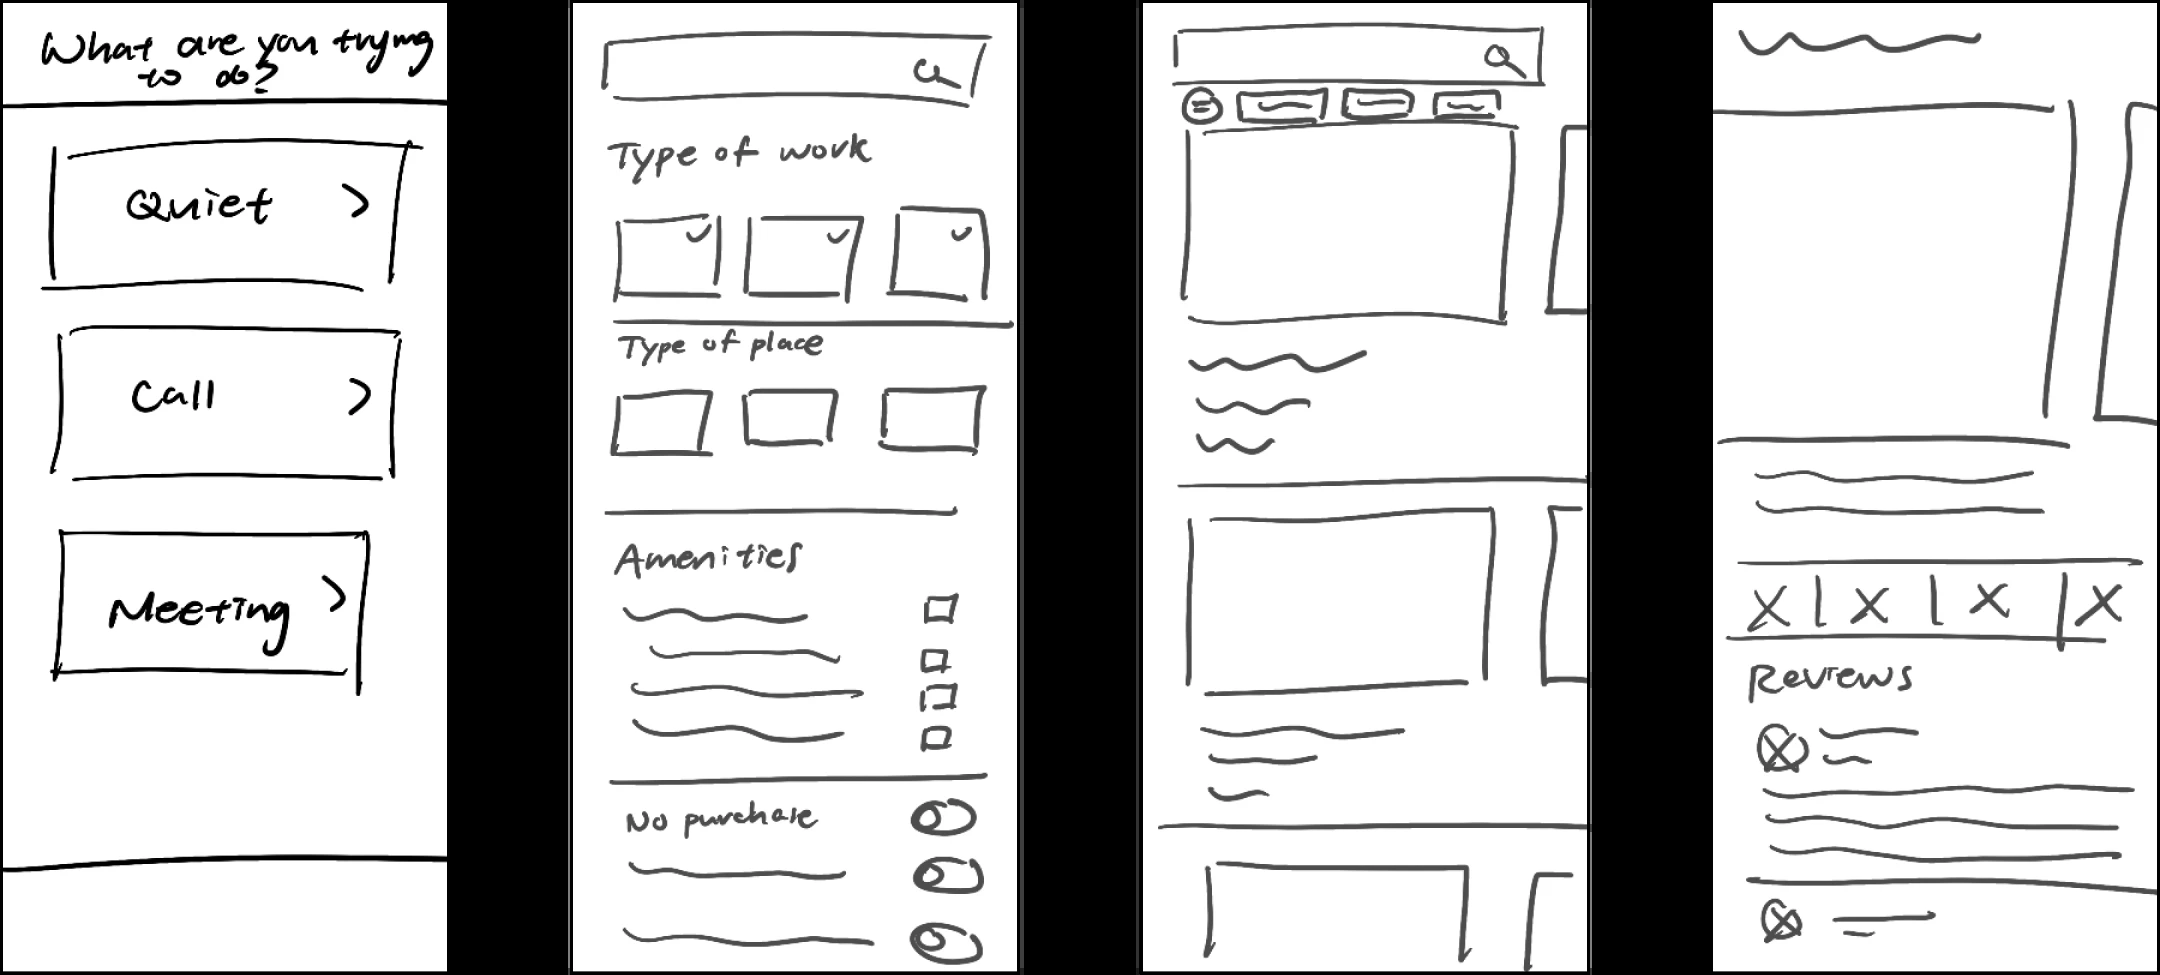 What are you trying
to do?
Quiet
Call
Meeting
Type of work
Type of place
Amenities
No purchase
Reviews